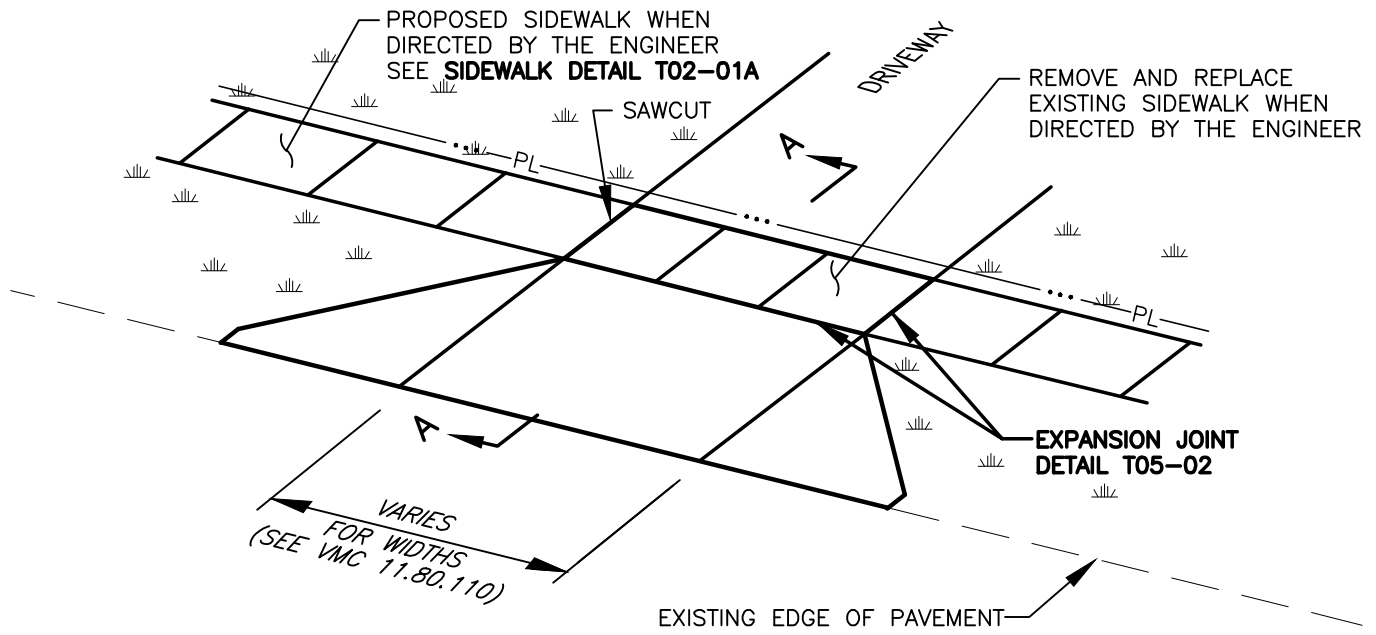 PROPOSED SIDEWALK WHEN
DIRECTED BY THE ENGINEER
SEE SIDEWALK DETAIL T02-01A
SAWCUT
DRIVEWAY
REMOVE AND REPLACE
EXISTING SIDEWALK WHEN
DIRECTED BY THE ENGINEER
A
PL
PL
A
EXPANSION JOINT
DETAIL T05-02
VARIES
FOR WIDTHS
(SEE VMC 11.80.110)
EXISTING EDGE OF PAVEMENT